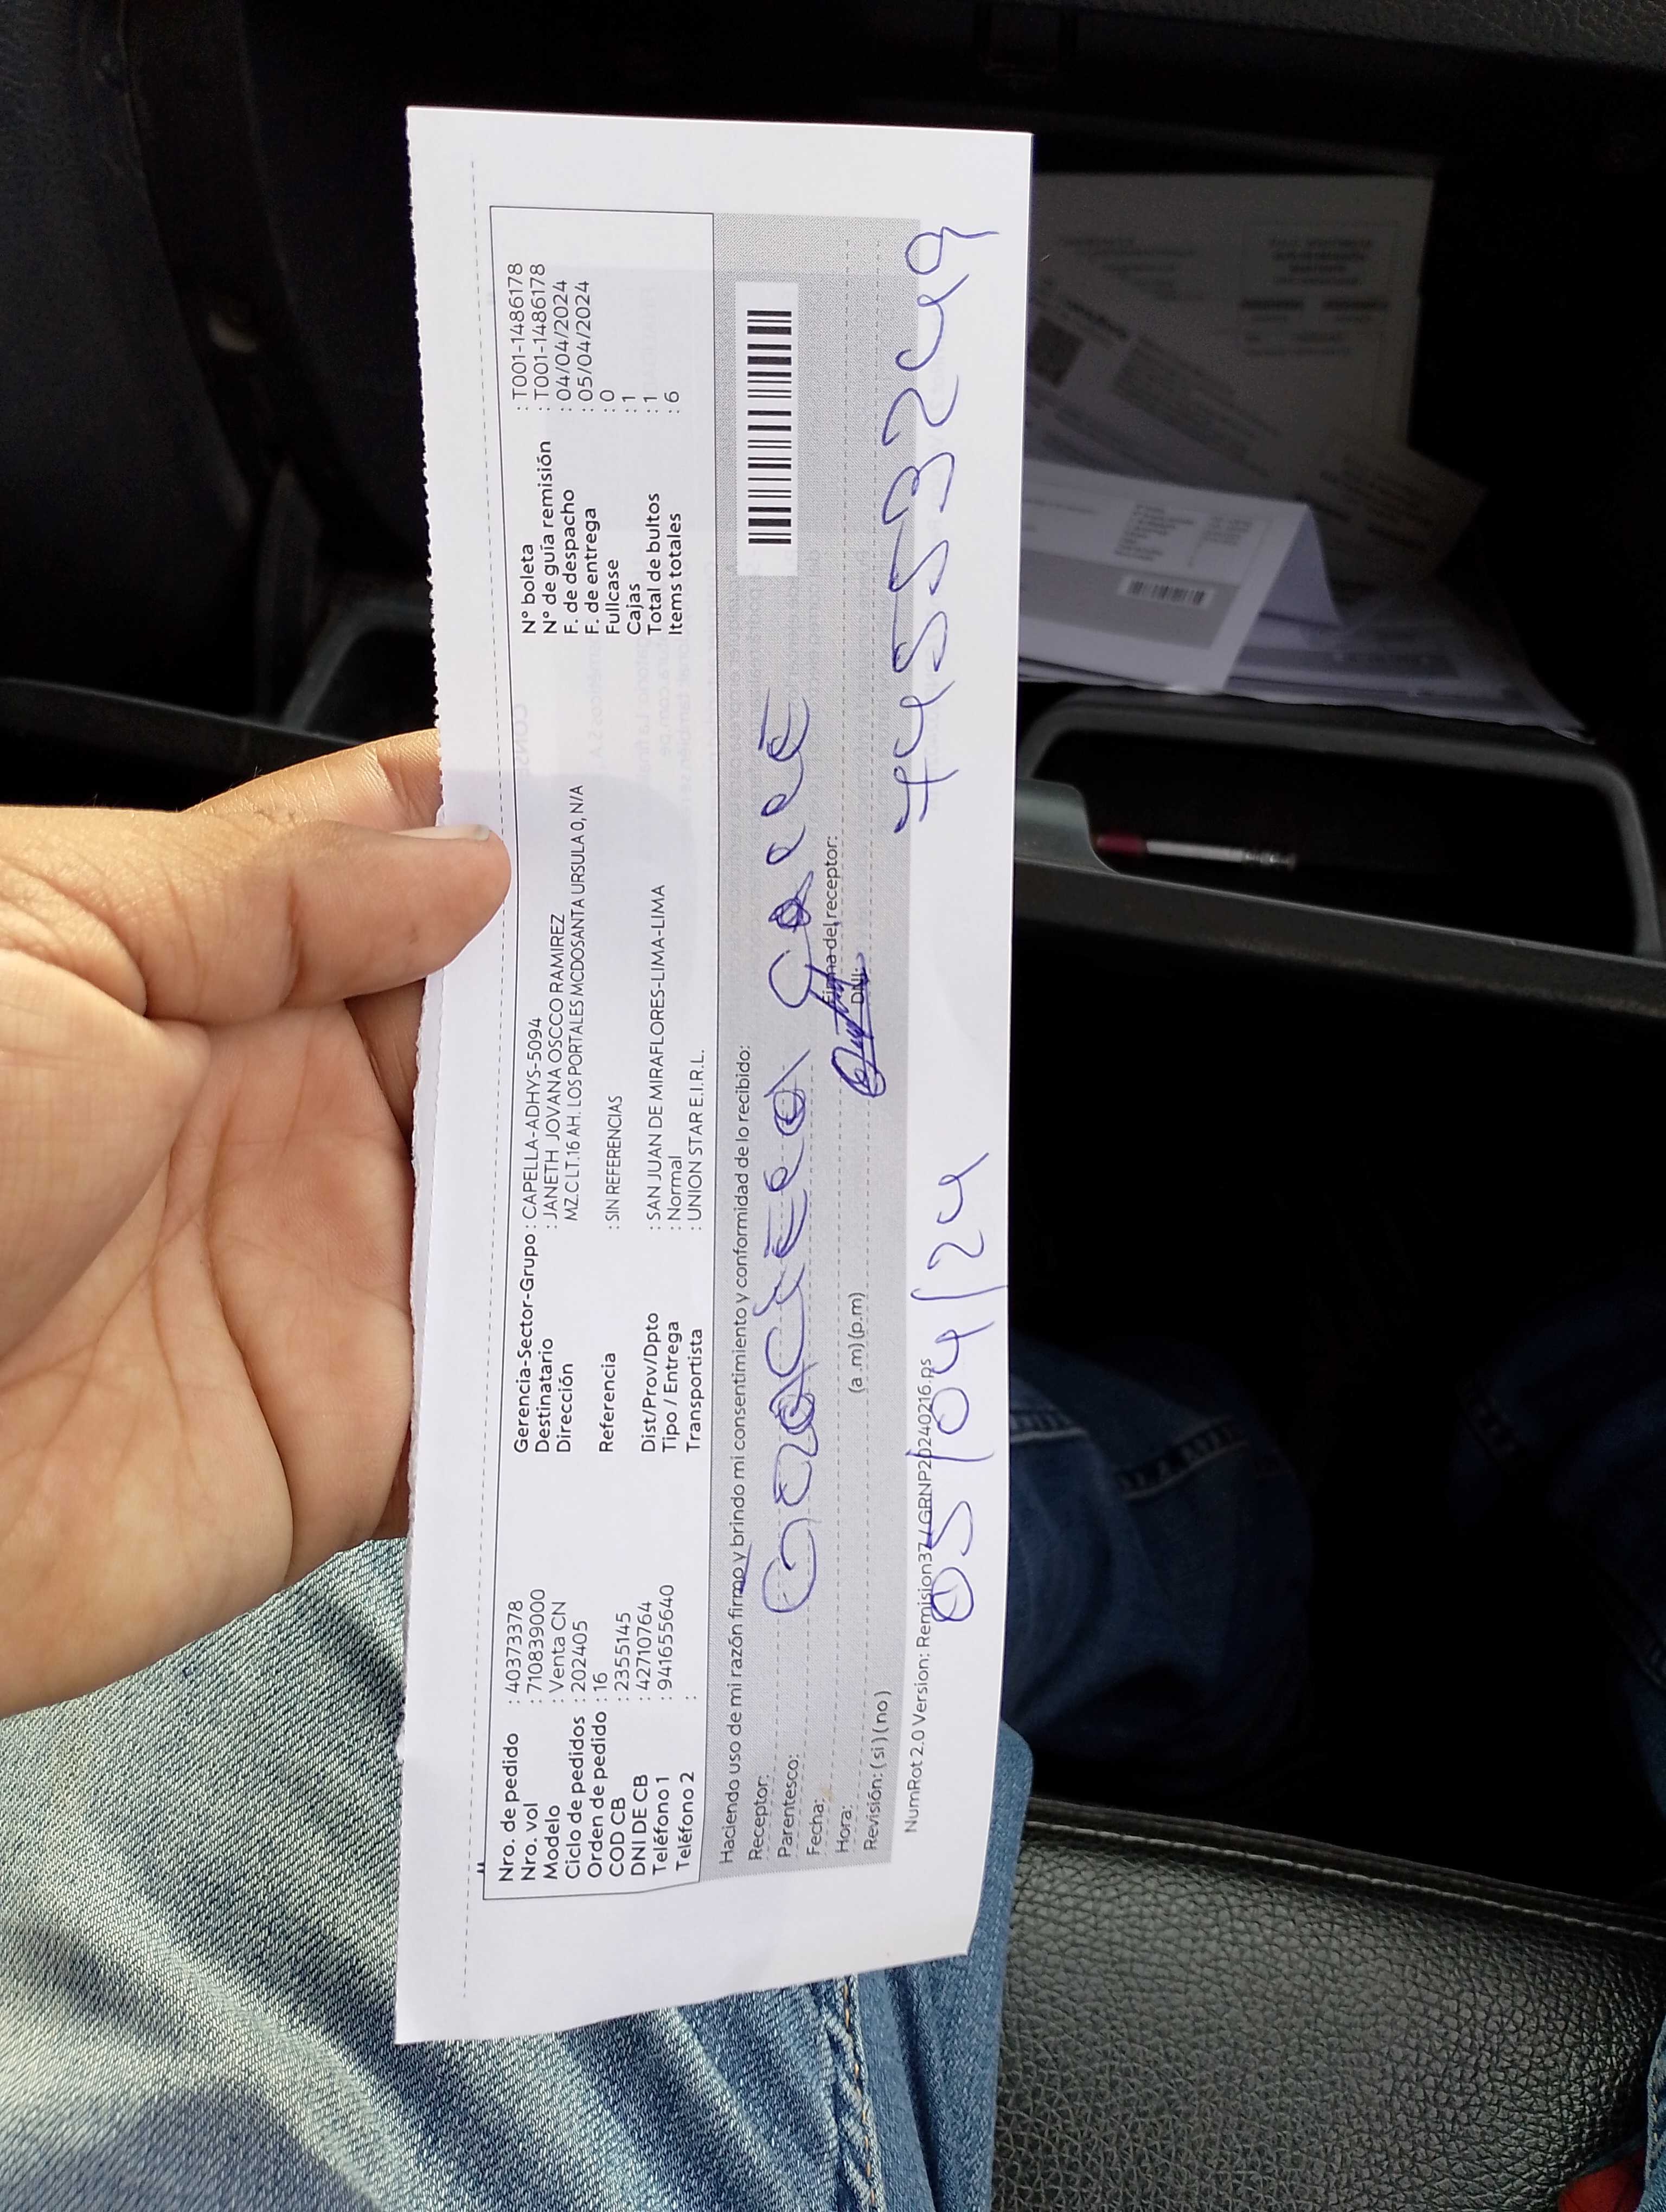 Nro. de pedido : 40373378
Nro. vol : 710839000
Modelo : Venta CN
Ciclo de pedidos : 202405
Orden de pedido : 16
COD CB : 2355145
DNI DE CB : 42710764
Teléfono 1 : 941655640
Teléfono 2 :
Gerencia-Sector-Grupo : CAPELLA-ADHYS-5094
Destinatario : JANETH JOVANA OSCCO RAMIREZ
Dirección MZ.C LT.16 AH. LOS PORTALES MCDOSANTA URSULA 0, N/A
Referencia : SIN REFERENCIAS
Dist/Prov/Dpto : SAN JUAN DE MIRAFLORES-LIMA-LIMA
Tipo / Entrega : Normal
Transportista : UNION STAR E.I.R.L.
N° boleta : T001-1486178
N° de guía remisión : T001-1486178
F. de despacho : 04/04/2024
F. de entrega : 05/04/2024
Fullcase : 0
Cajas : 1
Total de bultos : 1
Items totales : 6
Haciendo uso de mi razón firmo y brindo mi consentimiento y conformidad de lo recibido:
Receptor:
Parentesco:
Fecha:
Hora: (a .m) (p.m)
Revisión: ( si ) ( no )
Firma del receptor:
DNI:
74553249
05/04/24
NumRot 2.0 Version: Remision37 / GRNP20240216.ps